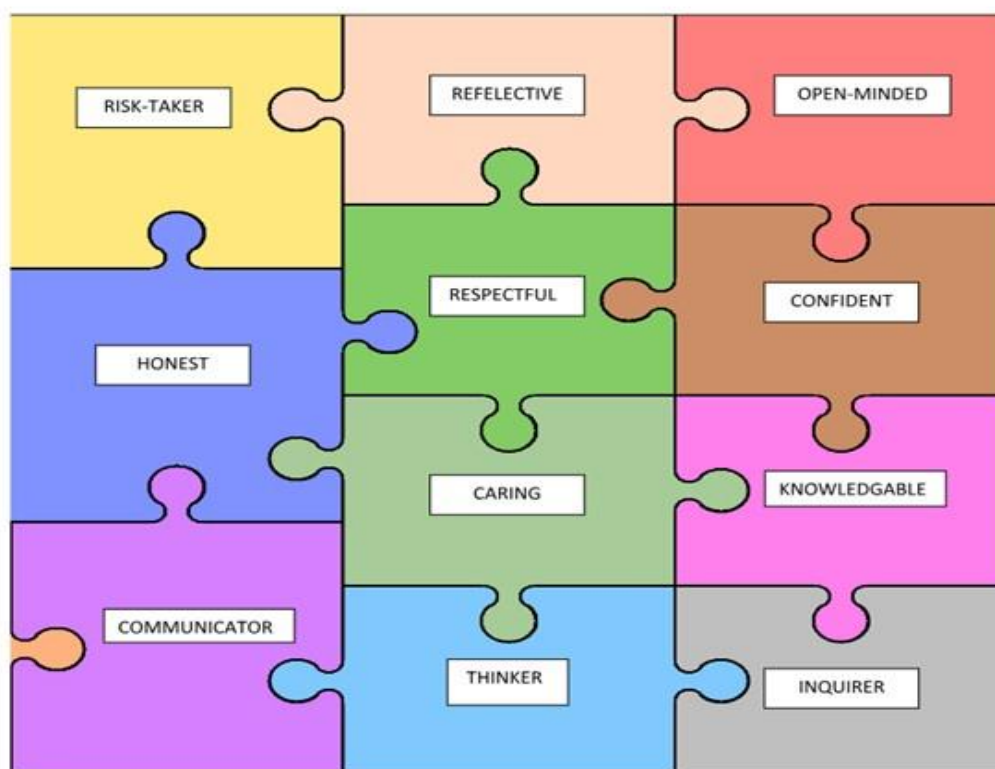 RISK-TAKER
REFELECTIVE
OPEN-MINDED
HONEST
RESPECTFUL
CONFIDENT
CARING
KNOWLEDGABLE
COMMUNICATOR
THINKER
INQUIRER